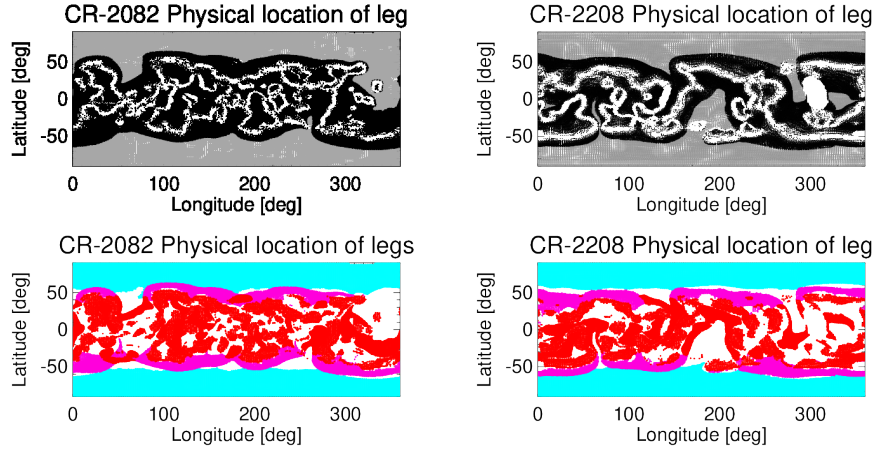 CR-2082 Physical location of leg
CR-2208 Physical location of leg
Latitude [deg]
50
0
-50
0
100
200
300
Longitude [deg]
Latitude [deg]
50
0
-50
0
100
200
300
Longitude [deg]
CR-2082 Physical location of legs
CR-2208 Physical location of leg
Latitude [deg]
50
0
-50
0
100
200
300
Longitude [deg]
Latitude [deg]
50
0
-50
0
100
200
300
Longitude [deg]